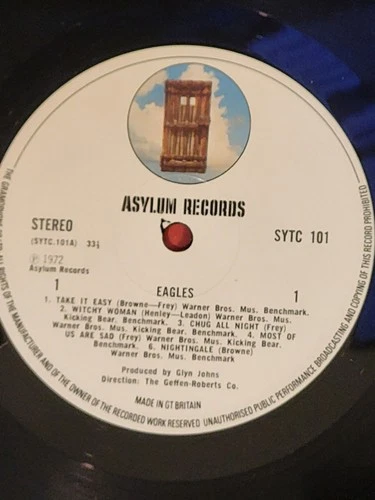 ASYLUM RECORDS
STEREO
(SYTC.101A) 33⅓
SYTC 101
℗ 1972
Asylum Records
1
1
EAGLES
1. TAKE IT EASY (Browne—Frey) Warner Bros. Mus. Benchmark.
2. WITCHY WOMAN (Henley—Leadon) Warner Bros. Mus.
Kicking Bear. Benchmark. 3. CHUG ALL NIGHT (Frey)
Warner Bros. Mus. Kicking Bear. Benchmark. 4. MOST OF
US ARE SAD (Frey) Warner Bros. Mus. Kicking Bear.
Benchmark. 6. NIGHTINGALE (Browne)
Warner Bros. Mus. Benchmark
Produced by Glyn Johns
Direction: The Geffen-Roberts Co.
MADE IN GT BRITAIN
ALL RIGHTS OF THE MANUFACTURER AND OF THE OWNER OF THE RECORDED WORK RESERVED UNAUTHORISED PUBLIC PERFORMANCE BROADCASTING AND COPYING OF THIS RECORD PROHIBITED